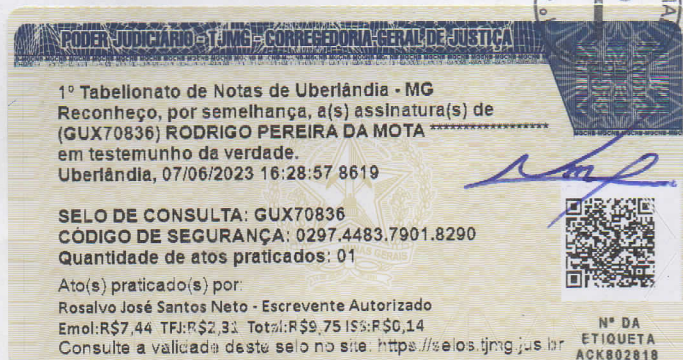 PODER JUDICIÁRIO - TJMG - CORREGEDORIA-GERAL DE JUSTIÇA
1º Tabelionato de Notas de Uberlândia - MG
Reconheço, por semelhança, a(s) assinatura(s) de
(GUX70836) RODRIGO PEREIRA DA MOTA ******************
em testemunho da verdade.
Uberlândia, 07/06/2023 16:28:57 8619
SELO DE CONSULTA: GUX70836
CÓDIGO DE SEGURANÇA: 0297.4483.7901.8290
Quantidade de atos praticados: 01
Ato(s) praticado(s) por:
Rosalvo José Santos Neto - Escrevente Autorizado
Emol:R$7,44 TFJ:R$2,31 Total:R$9,75 ISS:R$0,14
Consulte a validade deste selo no site: https://selos.tjmg.jus.br
Nº DA
ETIQUETA
ACK802818